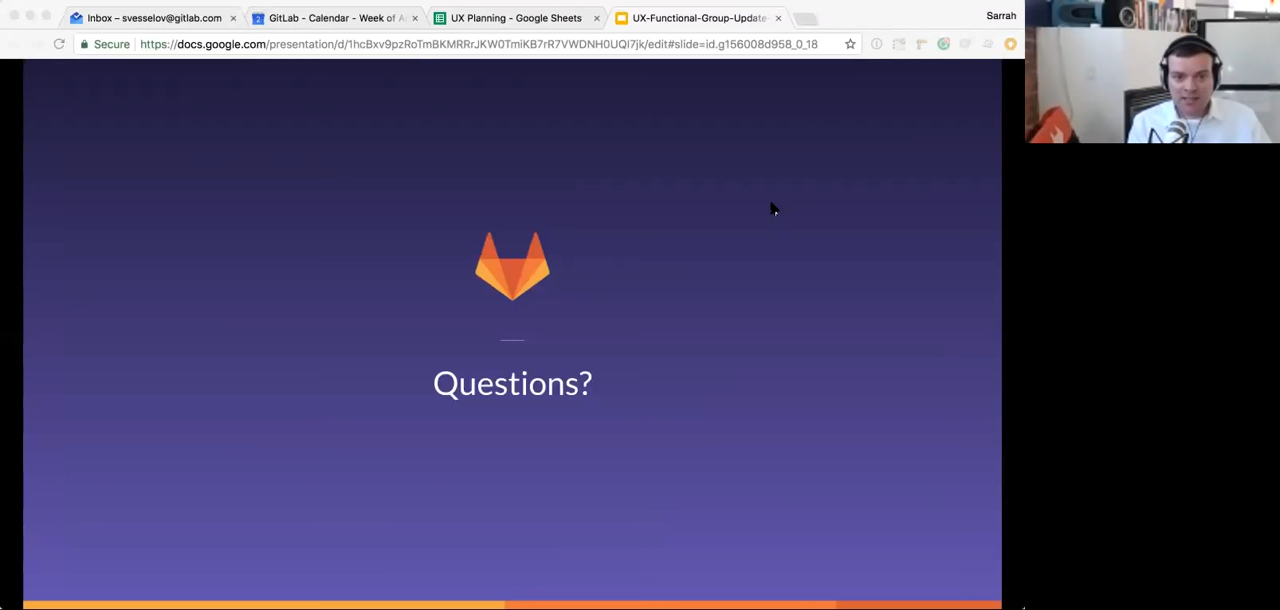 Inbox – svesselov@gitlab.com
GitLab - Calendar - Week of A
UX Planning - Google Sheets
UX-Functional-Group-Update
Sarrah
Secure
https://docs.google.com/presentation/d/1hcBxv9pzRoTmBKMRRrJKW0TmiKB7rR7VWDNH0UQI7jk/edit#slide=id.g156008d958_0_18
Questions?